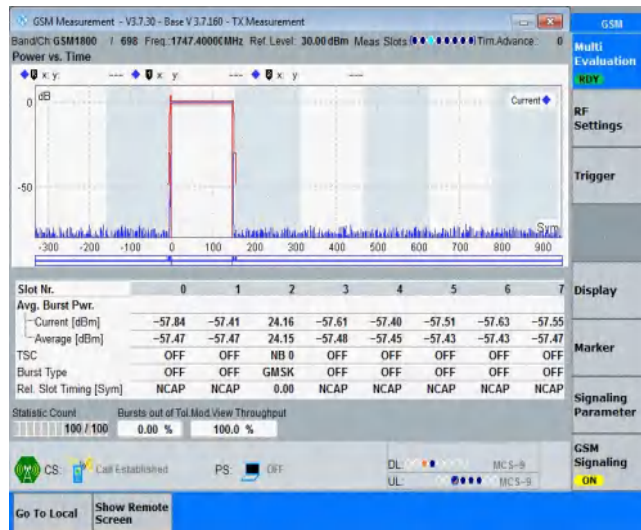 GSM Measurement - V3.7.30 - Base V 3.7.160 - TX Measurement
GSM
Band/Ch: GSM1800 / 698 Freq.: 1747.4000 MHz Ref. Level: 30.00 dBm Meas Slots Tim.Advance: 0
Multi Evaluation
RDY
Power vs. Time
x: y: --- x: y: --- x: y: ---
dB
Current
0
RF Settings
Trigger
-50
Sym
-300 -200 -100 0 100 200 300 400 500 600 700 800 900
Slot Nr. 0 1 2 3 4 5 6 7
Display
Avg. Burst Pwr.
Current [dBm] -57.84 -57.41 24.16 -57.61 -57.40 -57.51 -57.63 -57.55
Average [dBm] -57.47 -57.47 24.15 -57.48 -57.45 -57.43 -57.47 -57.47
Marker
TSC OFF OFF NB 0 OFF OFF OFF OFF OFF
Burst Type OFF OFF GMSK OFF OFF OFF OFF OFF
Rel. Slot Timing [Sym] NCAP NCAP 0.00 NCAP NCAP NCAP NCAP NCAP
Signaling Parameter
Statistic Count Bursts out of Tol. Mod.View Throughput
100 / 100 0.00 % 100.0 %
GSM Signaling
ON
CS: Call Established PS: OFF DL: MCS-9
UL: MCS-9
Go To Local Show Remote Screen